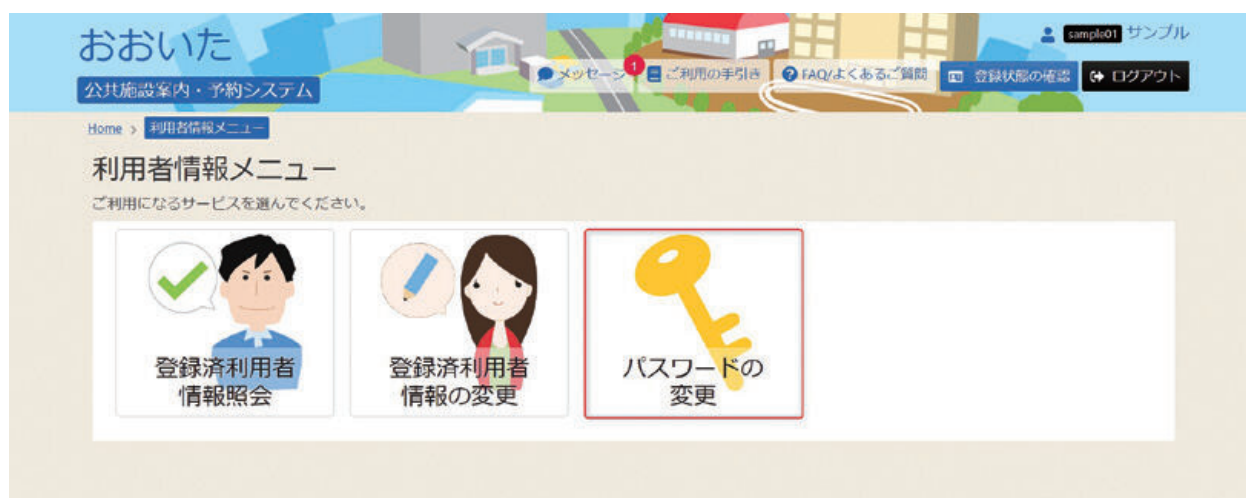 おおいた
公共施設案内・予約システム
sample01 サンプル
メッセージ 1 ご利用の手引き FAQ/よくあるご質問 登録状態の確認 ログアウト
Home > 利用者情報メニュー
利用者情報メニュー
ご利用になるサービスを選んでください。
登録済利用者
情報照会
登録済利用者
情報の変更
パスワードの
変更